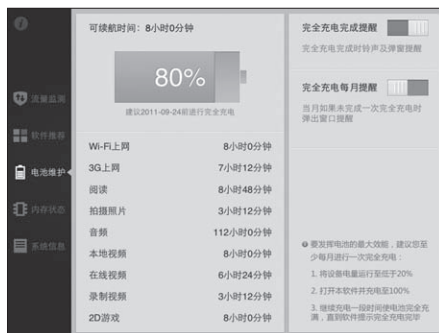 可续航时间：8小时0分钟
80%
建议2011-09-24前进行完全充电
Wi-Fi上网 8小时0分钟
3G上网 7小时12分钟
阅读 8小时48分钟
拍摄照片 3小时12分钟
音频 112小时0分钟
本地视频 8小时0分钟
在线视频 6小时24分钟
录制视频 3小时12分钟
2D游戏 8小时0分钟
流量监测
软件推荐
电池维护
内存状态
系统信息
完全充电完成提醒
完全充电完成时铃声及弹窗提醒
完全充电每月提醒
当月如果未完成一次完全充电时
弹出窗口提醒
要发挥电池的最大效能，建议您至
少每月进行一次完全充电：
1. 将设备电量运行至低于20%
2. 打开本软件并充电至100%
3. 继续充电一段时间使电池完全充
满，直到软件提示完全充电完毕